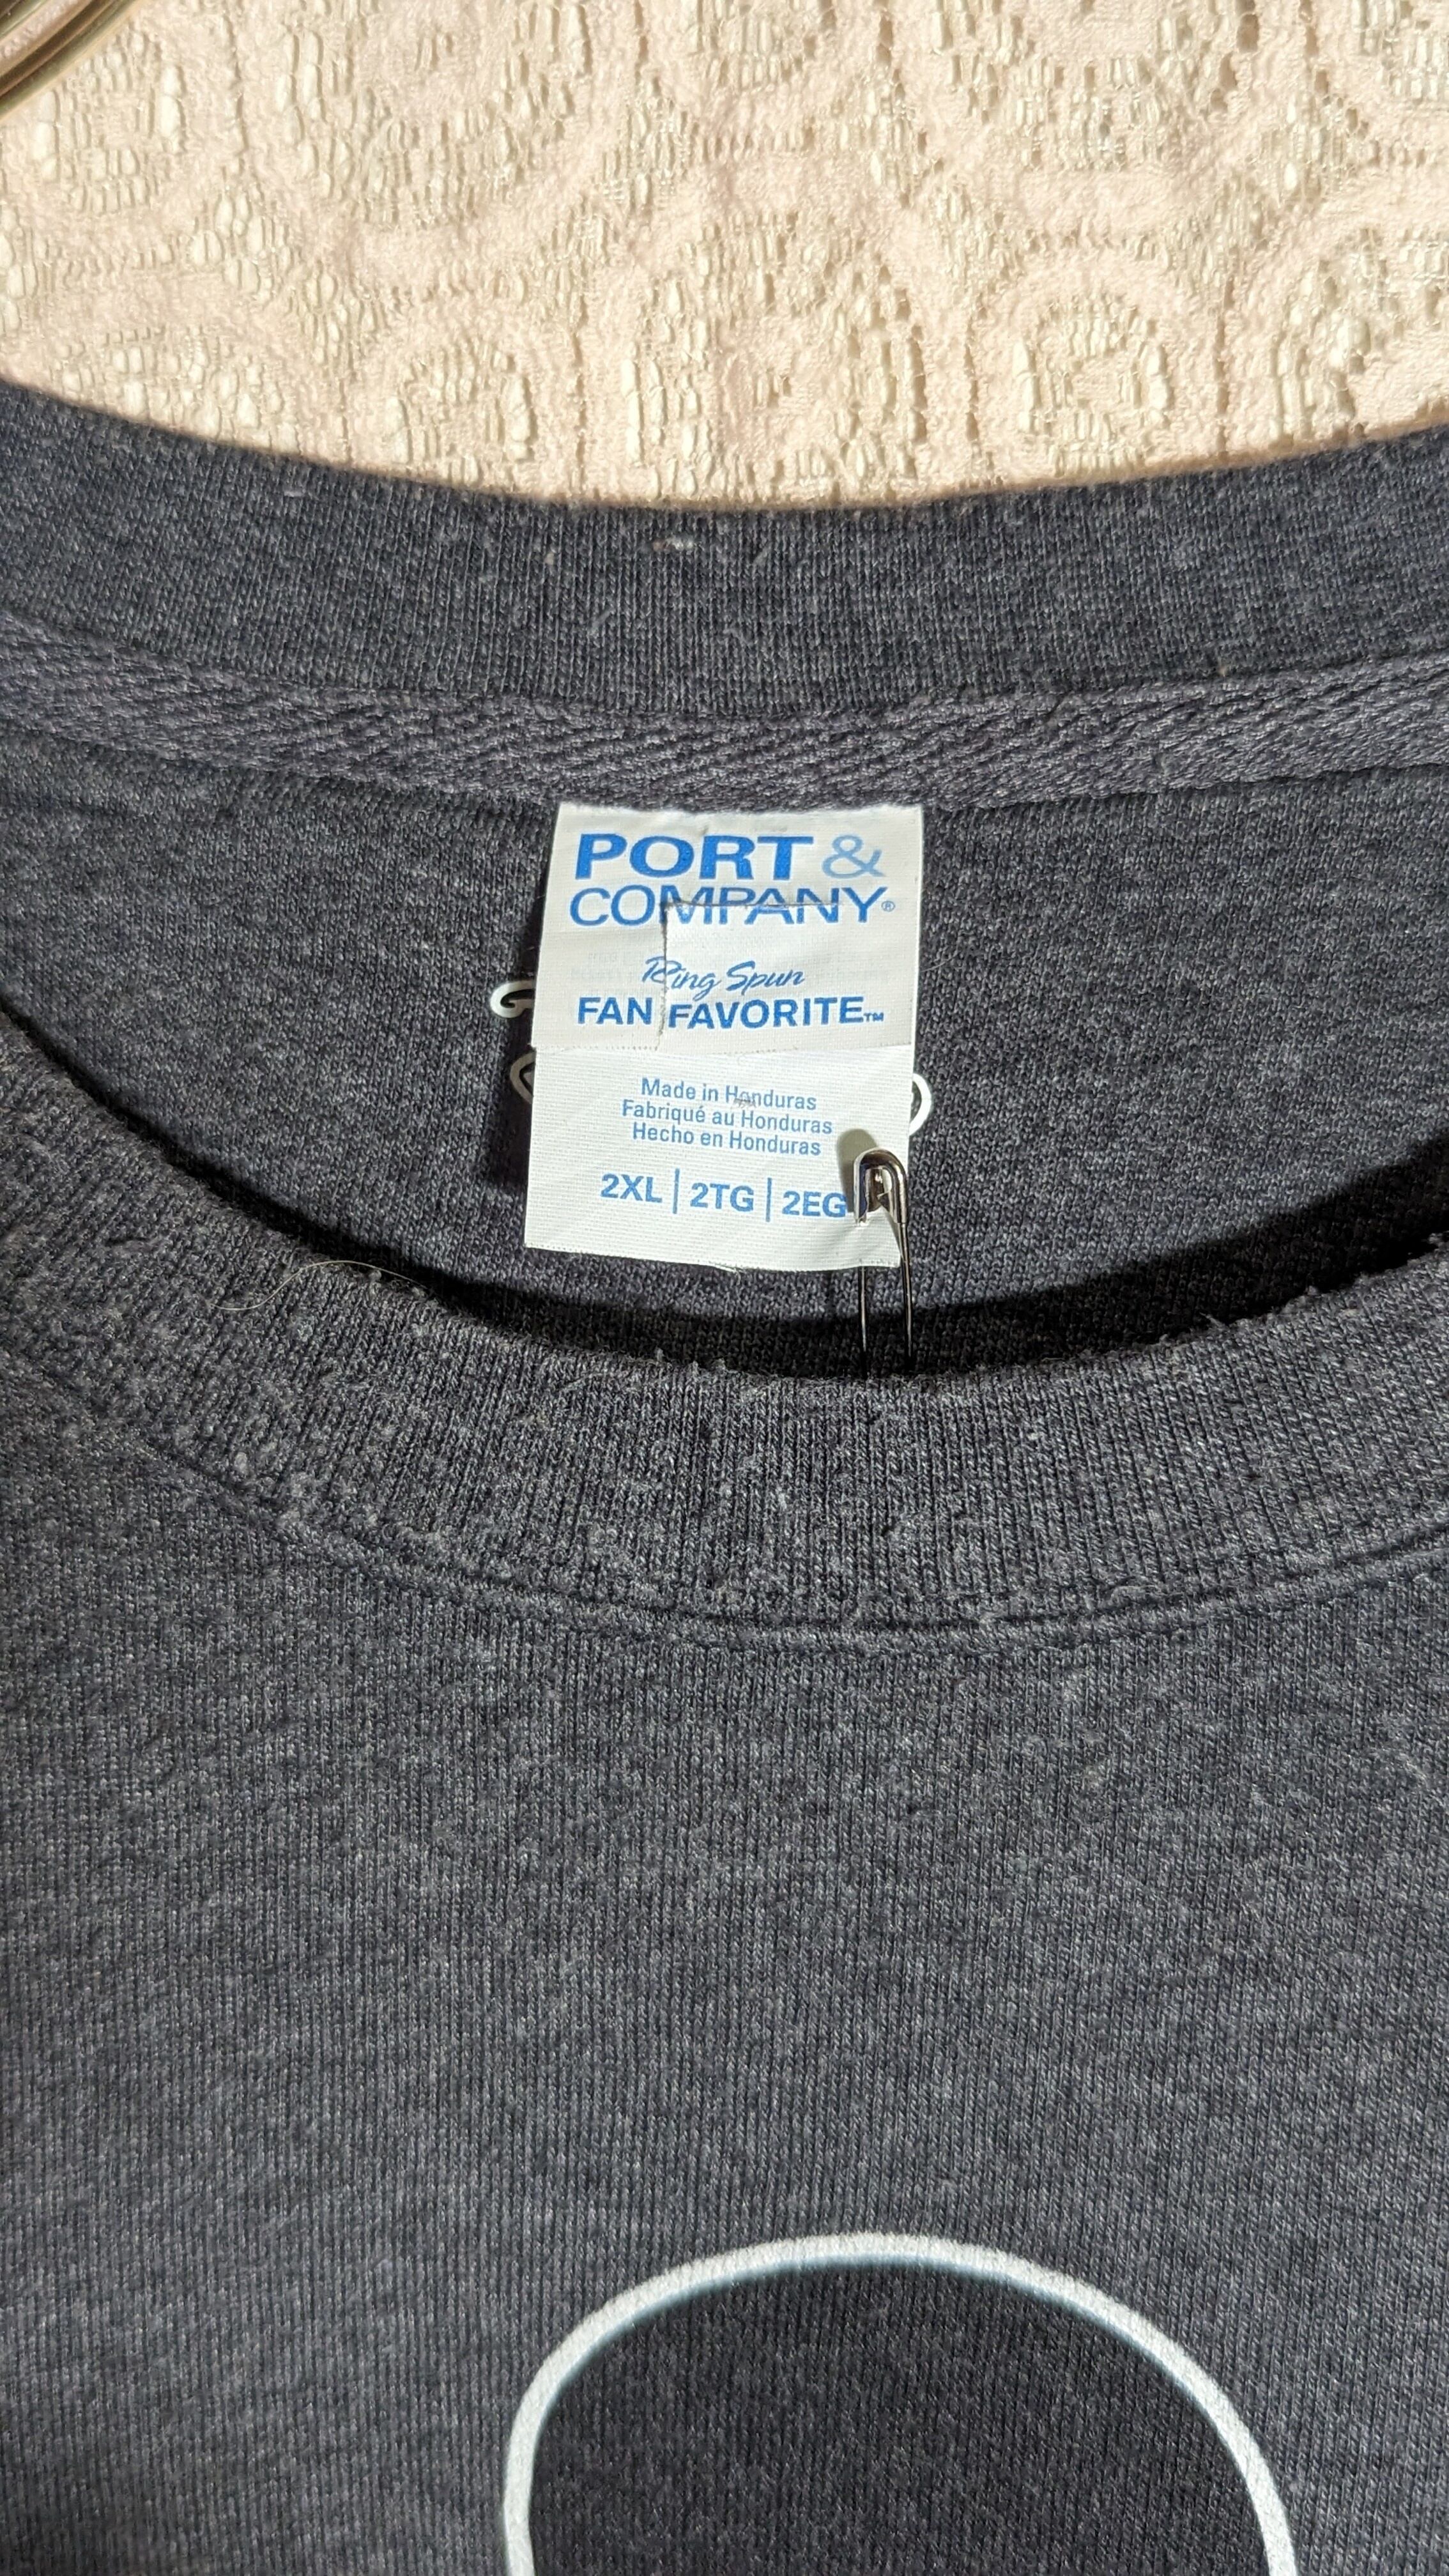 PORT &
COMPANY®
Ring Spun
FAN FAVORITE™
Made in Honduras
Fabriqué au Honduras
Hecho en Honduras
2XL | 2TG | 2EG